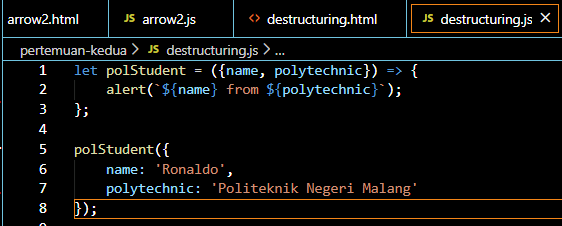 arrow2.html JS arrow2.js <> destructuring.html JS destructuring.js ×
pertemuan-kedua > JS destructuring.js > ...
1 let polStudent = ({name, polytechnic}) => {
2 alert(`${name} from ${polytechnic}`);
3 };
4
5 polStudent({
6 name: 'Ronaldo',
7 polytechnic: 'Politeknik Negeri Malang'
8 });